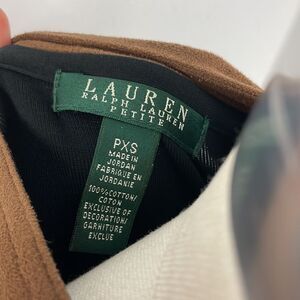 LAUREN
RALPH LAUREN
PETITE
PXS
MADE IN
JORDAN
FABRIQUE EN
JORDANIE
100%COTTON/
COTON
EXCLUSIVE OF
DECORATION/
GARNITURE
EXCLUE